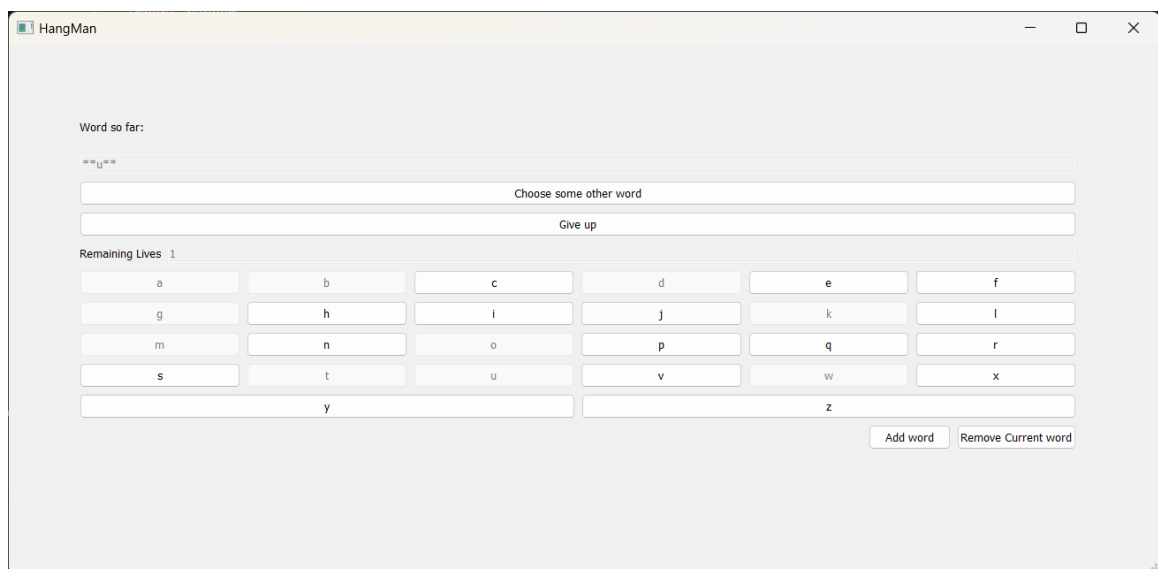 HangMan
Word so far:
**u**
Choose some other word
Give up
Remaining Lives 1
a b c d e f
g h i j k l
m n o p q r
s t u v w x
y z
Add word Remove Current word